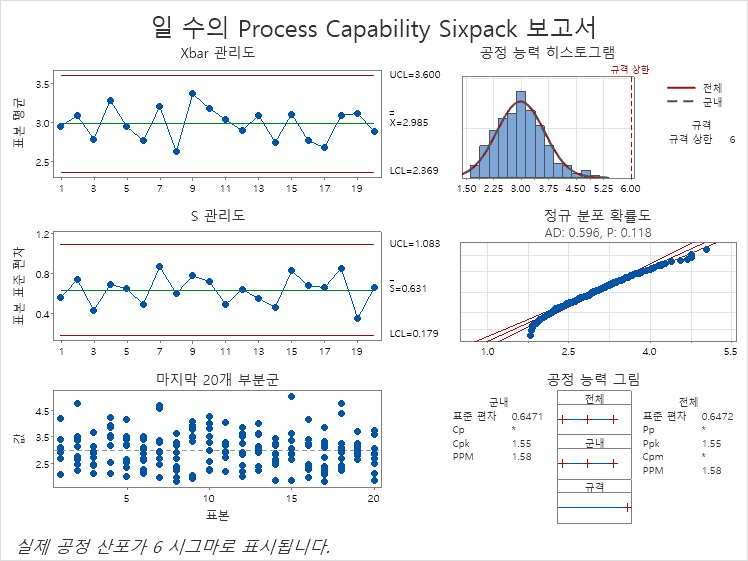 일 수의 Process Capability Sixpack 보고서
Xbar 관리도
표본 평균
3.5
3.0
2.5
1 3 5 7 9 11 13 15 17 19
UCL=3.600
X=2.985
LCL=2.369
공정 능력 히스토그램
규격 상한
1.50 2.25 3.00 3.75 4.50 5.25 6.00
전체
군내
규격
규격 상한 6
S 관리도
표본 표준 편차
1.2
0.8
0.4
1 3 5 7 9 11 13 15 17 19
UCL=1.083
S=0.631
LCL=0.179
정규 분포 확률도
AD: 0.596, P: 0.118
1.0 2.5 4.0 5.5
마지막 20개 부분군
값
4.5
3.5
2.5
5 10 15 20
표본
공정 능력 그림
군내
표준 편차 0.6471
Cp *
Cpk 1.55
PPM 1.58
전체
군내
규격
전체
표준 편차 0.6472
Pp *
Ppk 1.55
Cpm *
PPM 1.58
실제 공정 산포가 6 시그마로 표시됩니다.